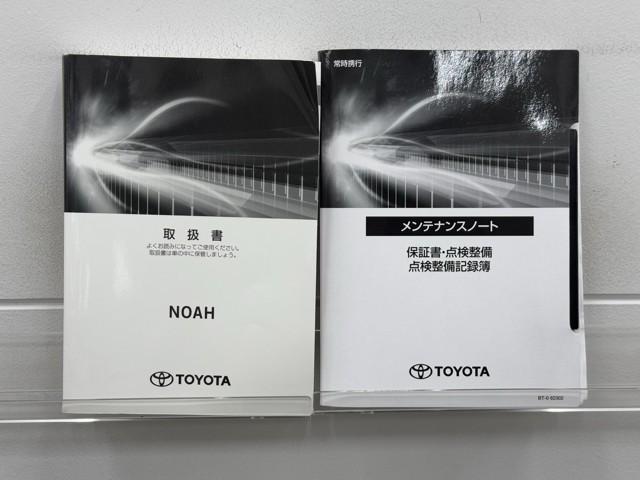 取扱書
よくお読みになってご使用ください。
取扱書は車の中に保管しましょう。
NOAH
TOYOTA
常時携行
メンテナンスノート
保証書・点検整備
点検整備記録簿
TOYOTA